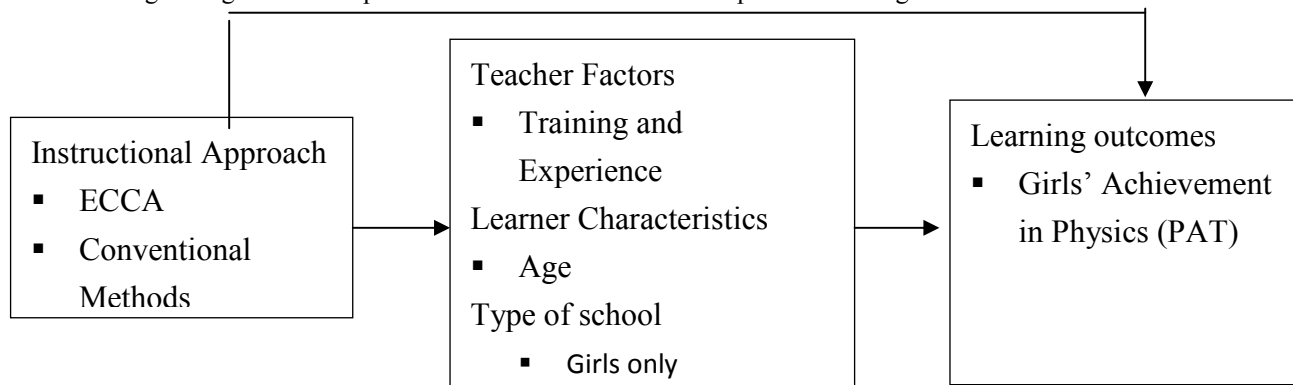 Instructional Approach
▪ ECCA
▪ Conventional
Methods
Teacher Factors
▪ Training and
Experience
Learner Characteristics
▪ Age
Type of school
▪ Girls only
Learning outcomes
▪ Girls’ Achievement
in Physics (PAT)